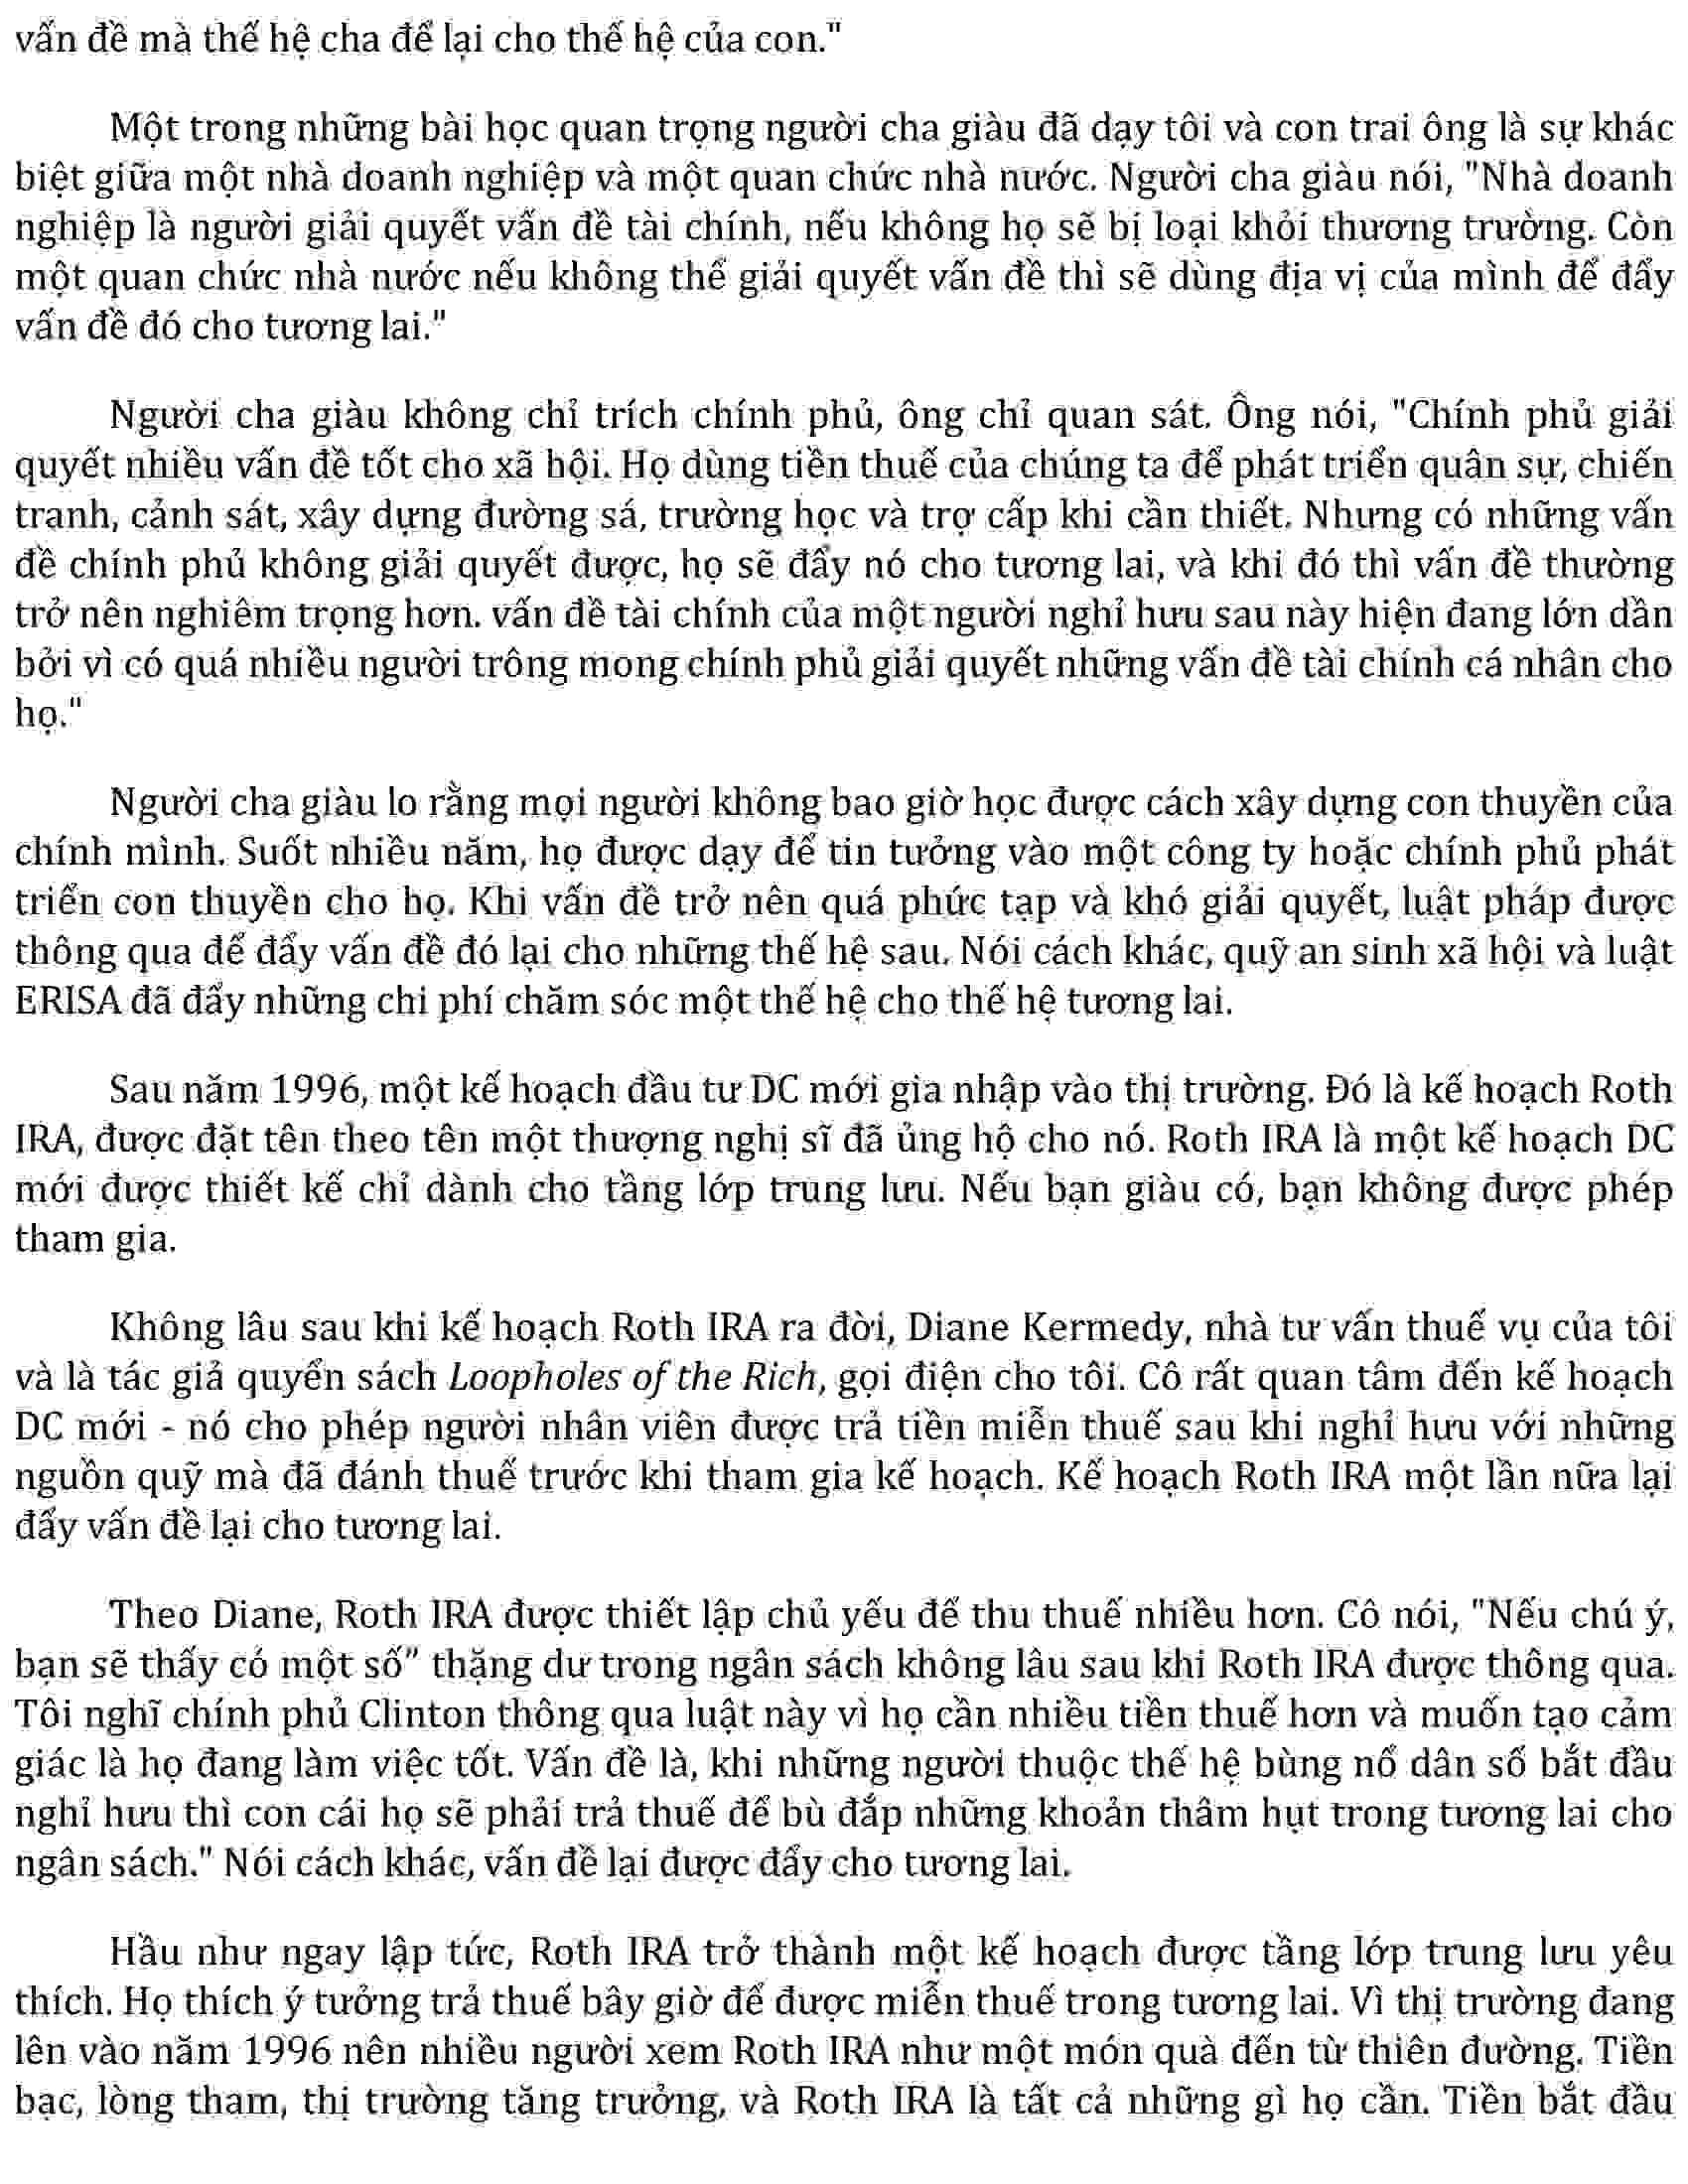 vấn đề mà thế hệ cha để lại cho thế hệ của con."
Một trong những bài học quan trọng người cha giàu đã dạy tôi và con trai ông là sự khác
biệt giữa một nhà doanh nghiệp và một quan chức nhà nước. Người cha giàu nói, "Nhà doanh
nghiệp là người giải quyết vấn đề tài chính, nếu không họ sẽ bị loại khỏi thương trường. Còn
một quan chức nhà nước nếu không thể giải quyết vấn đề thì sẽ dùng địa vị của mình để đẩy
vấn đề đó cho tương lai."
Người cha giàu không chỉ trích chính phủ, ông chỉ quan sát. Ông nói, "Chính phủ giải
quyết nhiều vấn đề tốt cho xã hội. Họ dùng tiền thuế của chúng ta để phát triển quân sự, chiến
tranh, cảnh sát, xây dựng đường sá, trường học và trợ cấp khi cần thiết. Nhưng có những vấn
đề chính phủ không giải quyết được, họ sẽ đẩy nó cho tương lai, và khi đó thì vấn đề thường
trở nên nghiêm trọng hơn. vấn đề tài chính của một người nghỉ hưu sau này hiện đang lớn dần
bởi vì có quá nhiều người trông mong chính phủ giải quyết những vấn đề tài chính cá nhân cho
họ."
Người cha giàu lo rằng mọi người không bao giờ học được cách xây dựng con thuyền của
chính mình. Suốt nhiều năm, họ được dạy để tin tưởng vào một công ty hoặc chính phủ phát
triển con thuyền cho họ. Khi vấn đề trở nên quá phức tạp và khó giải quyết, luật pháp được
thông qua để đẩy vấn đề đó lại cho những thế hệ sau. Nói cách khác, quỹ an sinh xã hội và luật
ERISA đã đẩy những chi phí chăm sóc một thế hệ cho thế hệ tương lai.
Sau năm 1996, một kế hoạch đầu tư DC mới gia nhập vào thị trường. Đó là kế hoạch Roth
IRA, được đặt tên theo tên một thượng nghị sĩ đã ủng hộ cho nó. Roth IRA là một kế hoạch DC
mới được thiết kế chỉ dành cho tầng lớp trung lưu. Nếu bạn giàu có, bạn không được phép
tham gia.
Không lâu sau khi kế hoạch Roth IRA ra đời, Diane Kermedy, nhà tư vấn thuế vụ của tôi
và là tác giả quyển sách Loopholes of the Rich, gọi điện cho tôi. Cô rất quan tâm đến kế hoạch
DC mới - nó cho phép người nhân viên được trả tiền miễn thuế sau khi nghỉ hưu với những
nguồn quỹ mà đã đánh thuế trước khi tham gia kế hoạch. Kế hoạch Roth IRA một lần nữa lại
đẩy vấn đề lại cho tương lai.
Theo Diane, Roth IRA được thiết lập chủ yếu để thu thuế nhiều hơn. Cô nói, "Nếu chú ý,
bạn sẽ thấy có một số” thặng dư trong ngân sách không lâu sau khi Roth IRA được thông qua.
Tôi nghĩ chính phủ Clinton thông qua luật này vì họ cần nhiều tiền thuế hơn và muốn tạo cảm
giác là họ đang làm việc tốt. Vấn đề là, khi những người thuộc thế hệ bùng nổ dân số bắt đầu
nghỉ hưu thì con cái họ sẽ phải trả thuế để bù đắp những khoản thâm hụt trong tương lai cho
ngân sách." Nói cách khác, vấn đề lại được đẩy cho tương lai.
Hầu như ngay lập tức, Roth IRA trở thành một kế hoạch được tầng lớp trung lưu yêu
thích. Họ thích ý tưởng trả thuế bây giờ để được miễn thuế trong tương lai. Vì thị trường đang
lên vào năm 1996 nên nhiều người xem Roth IRA như một món quà đến từ thiên đường. Tiền
bạc, lòng tham, thị trường tăng trưởng, và Roth IRA là tất cả những gì họ cần. Tiền bắt đầu